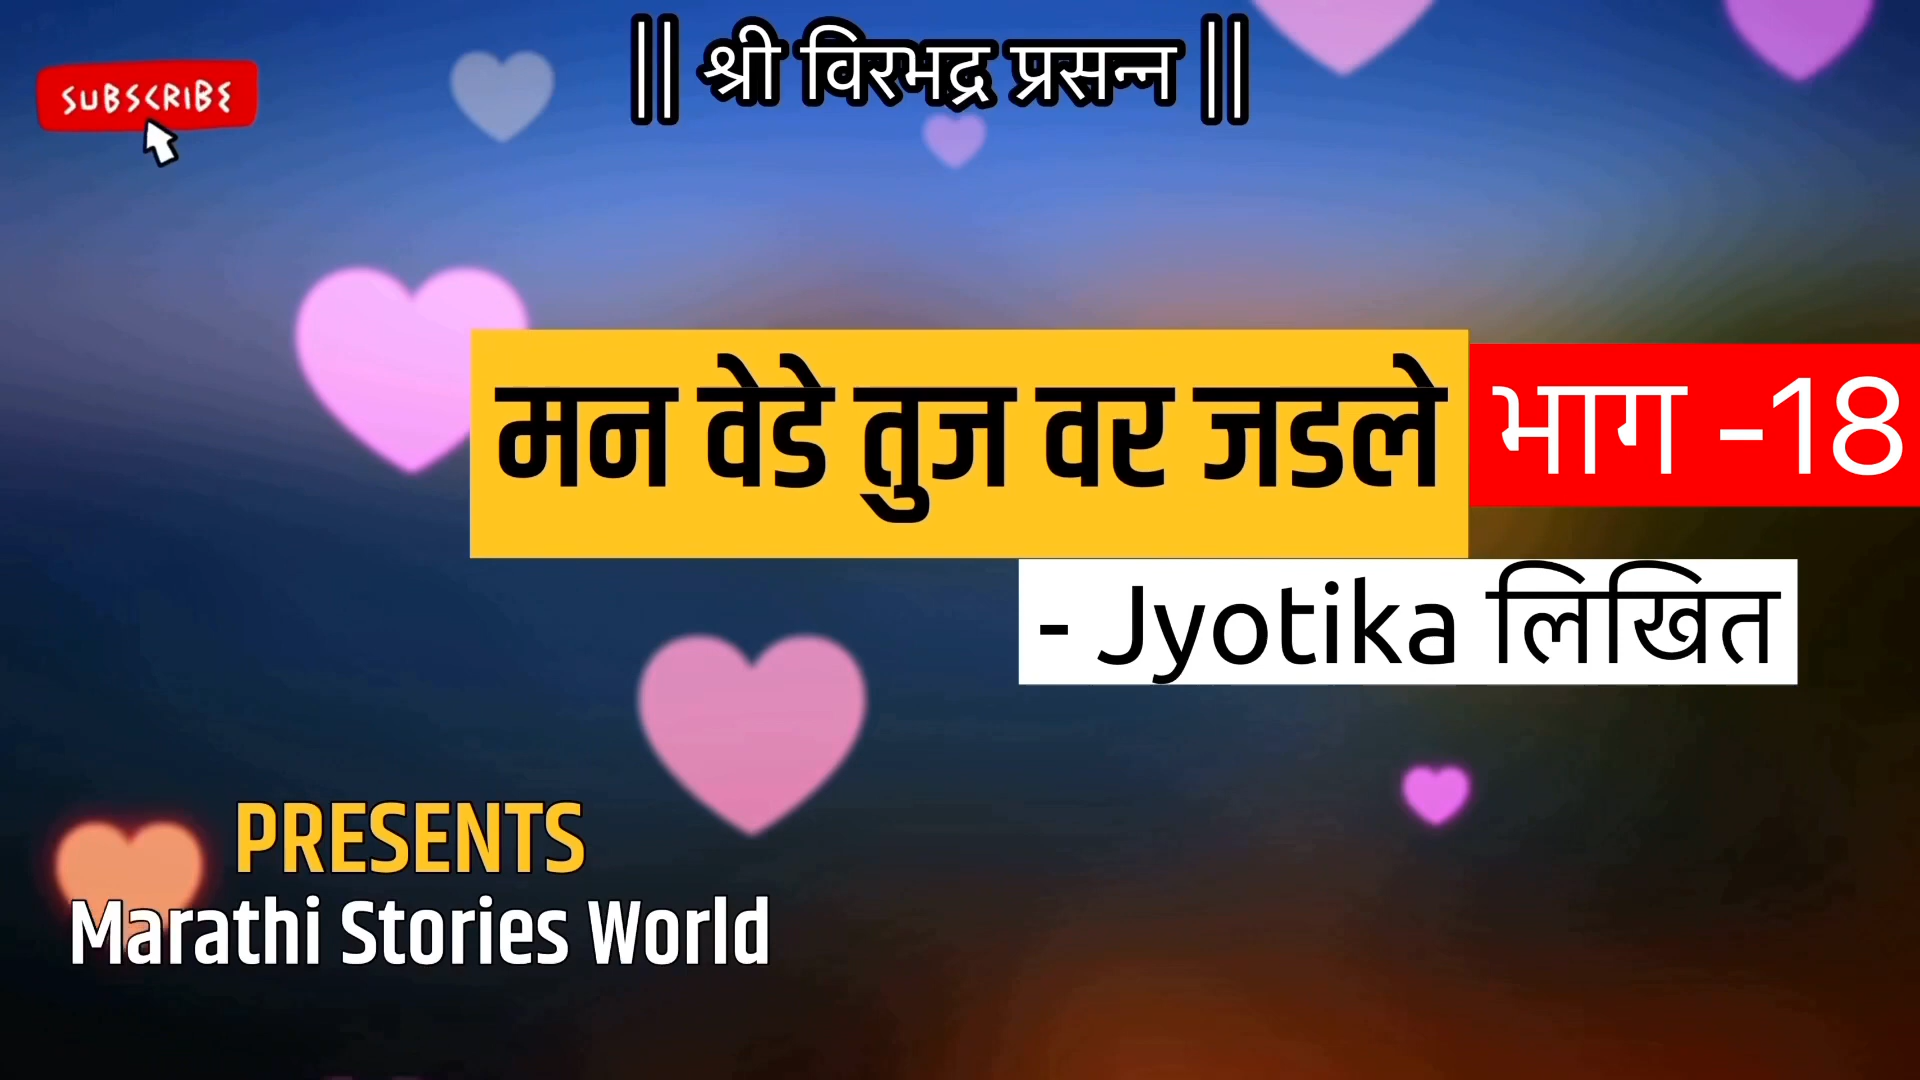 || श्री विरभद्र प्रसन्न ||
SUBSCRIBE
मन वेडे तुज वर जडले
भाग -18
- Jyotika लिखित
PRESENTS
Marathi Stories World